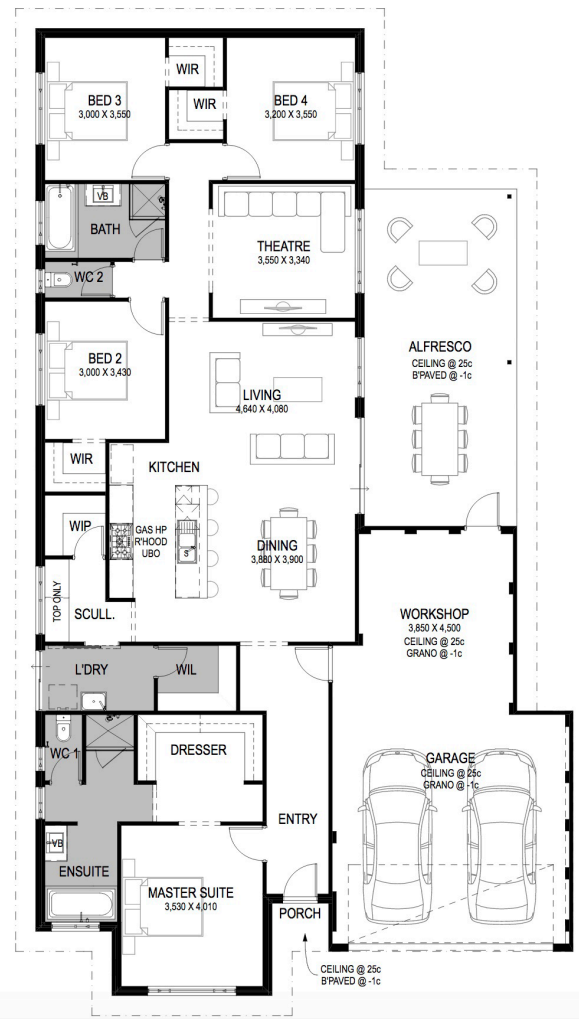 WIR
BED 3
3,000 X 3,550
WIR
BED 4
3,200 X 3,550
VB
BATH
THEATRE
3,550 X 3,340
WC 2
BED 2
3,000 X 3,430
ALFRESCO
CEILING @ 25c
B'PAVED @ -1c
LIVING
4,640 X 4,080
WIR
KITCHEN
WIP
GAS HP
R'HOOD
UBO
S
DINING
3,880 X 3,900
TOP ONLY
SCULL.
WORKSHOP
3,850 X 4,500
CEILING @ 25c
GRANO @ -1c
L'DRY
WIL
WC 1
DRESSER
GARAGE
CEILING @ 25c
GRANO @ -1c
ENTRY
VB
ENSUITE
MASTER SUITE
3,530 X 4,010
PORCH
CEILING @ 25c
B'PAVED @ -1c